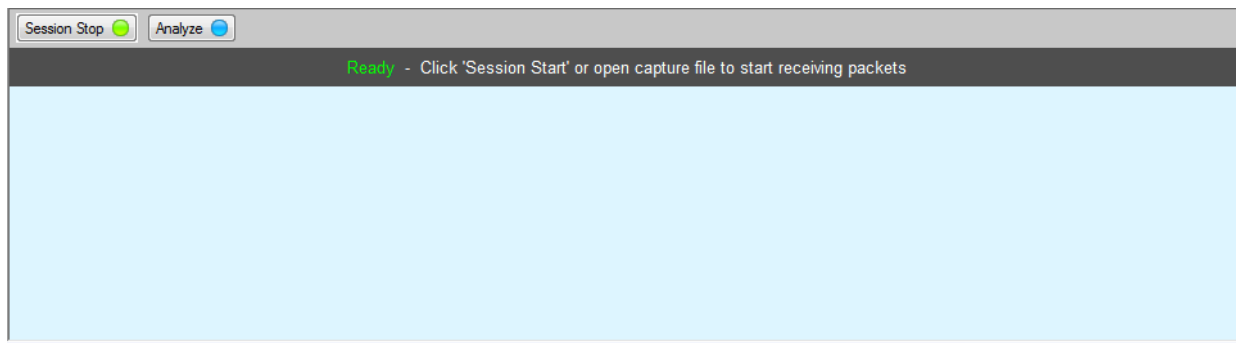 Session Stop Analyze
Ready - Click 'Session Start' or open capture file to start receiving packets